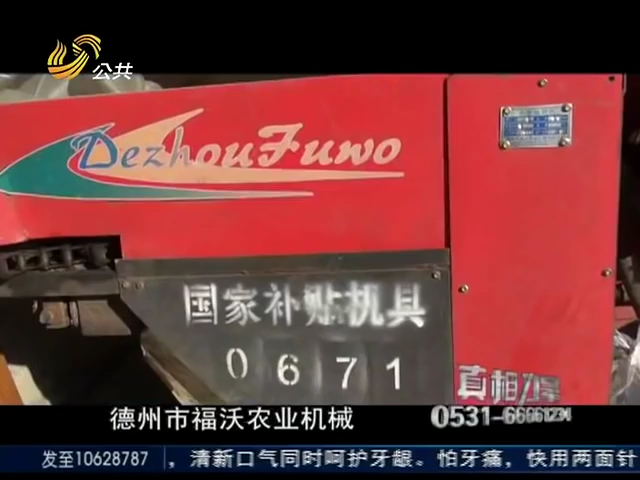 公共
DezhouFuwo
国家补贴机具
0671
真相力量
德州市福沃农业机械
0531-66661234
发至10628787 ，清新口气同时呵护牙龈。怕牙痛，快用两面针